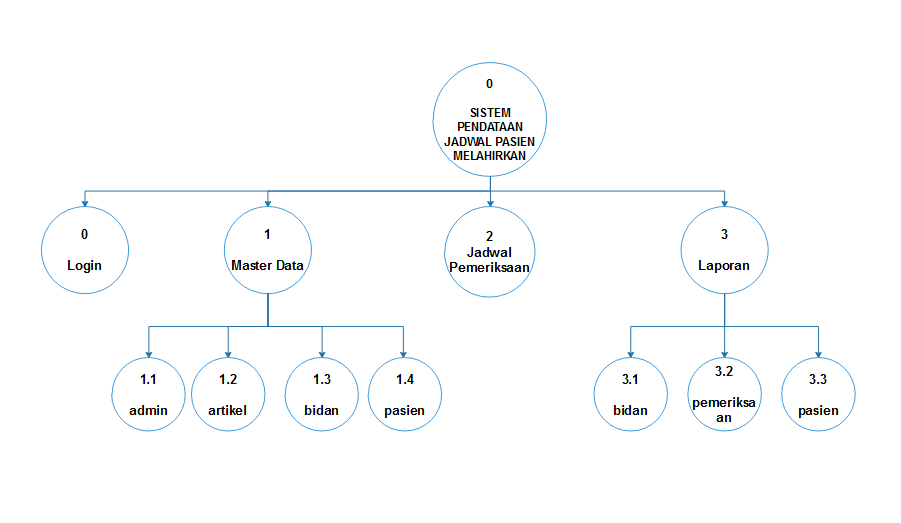 0
SISTEM
PENDATAAN
JADWAL PASIEN
MELAHIRKAN
0
Login
1
Master Data
2
Jadwal
Pemeriksaan
3
Laporan
1.1
admin
1.2
artikel
1.3
bidan
1.4
pasien
3.1
bidan
3.2
pemeriksa
an
3.3
pasien